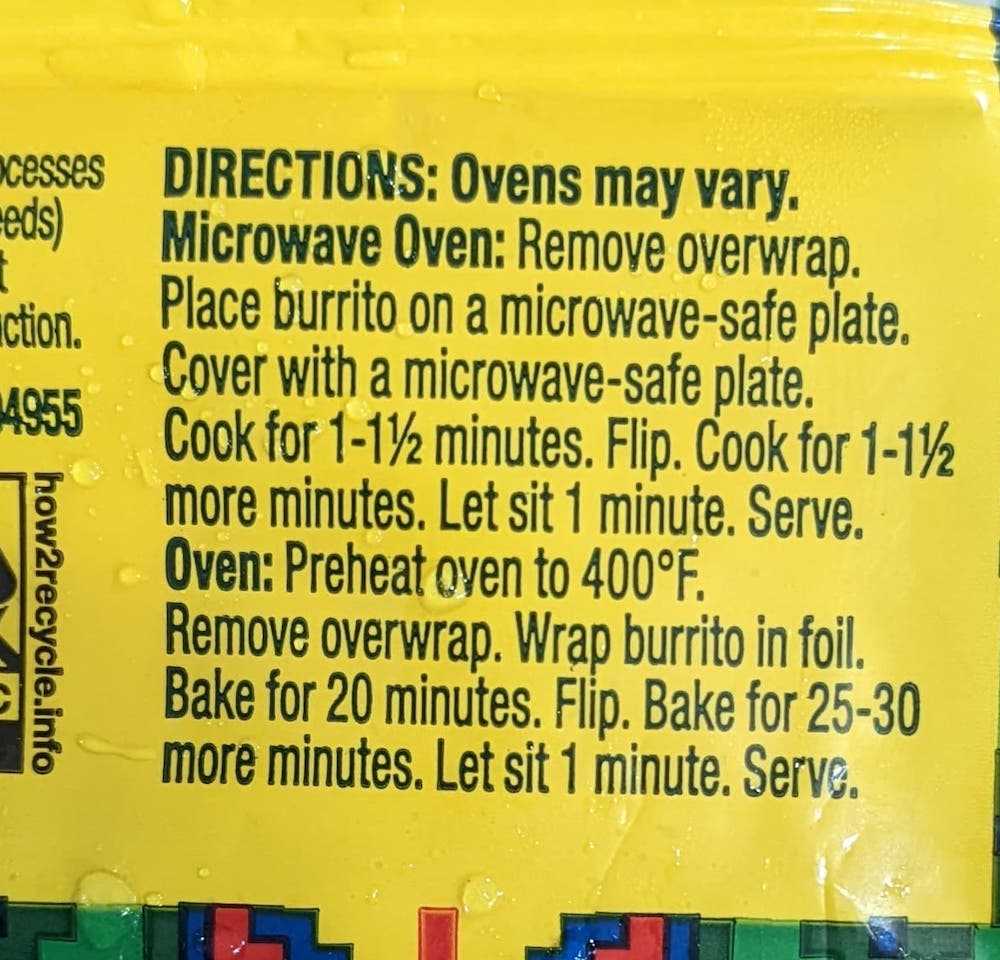 DIRECTIONS: Ovens may vary.
Microwave Oven: Remove overwrap.
Place burrito on a microwave-safe plate.
Cover with a microwave-safe plate.
Cook for 1-1½ minutes. Flip. Cook for 1-1½
more minutes. Let sit 1 minute. Serve.
Oven: Preheat oven to 400°F.
Remove overwrap. Wrap burrito in foil.
Bake for 20 minutes. Flip. Bake for 25-30
more minutes. Let sit 1 minute. Serve.
4955
how2recycle.info